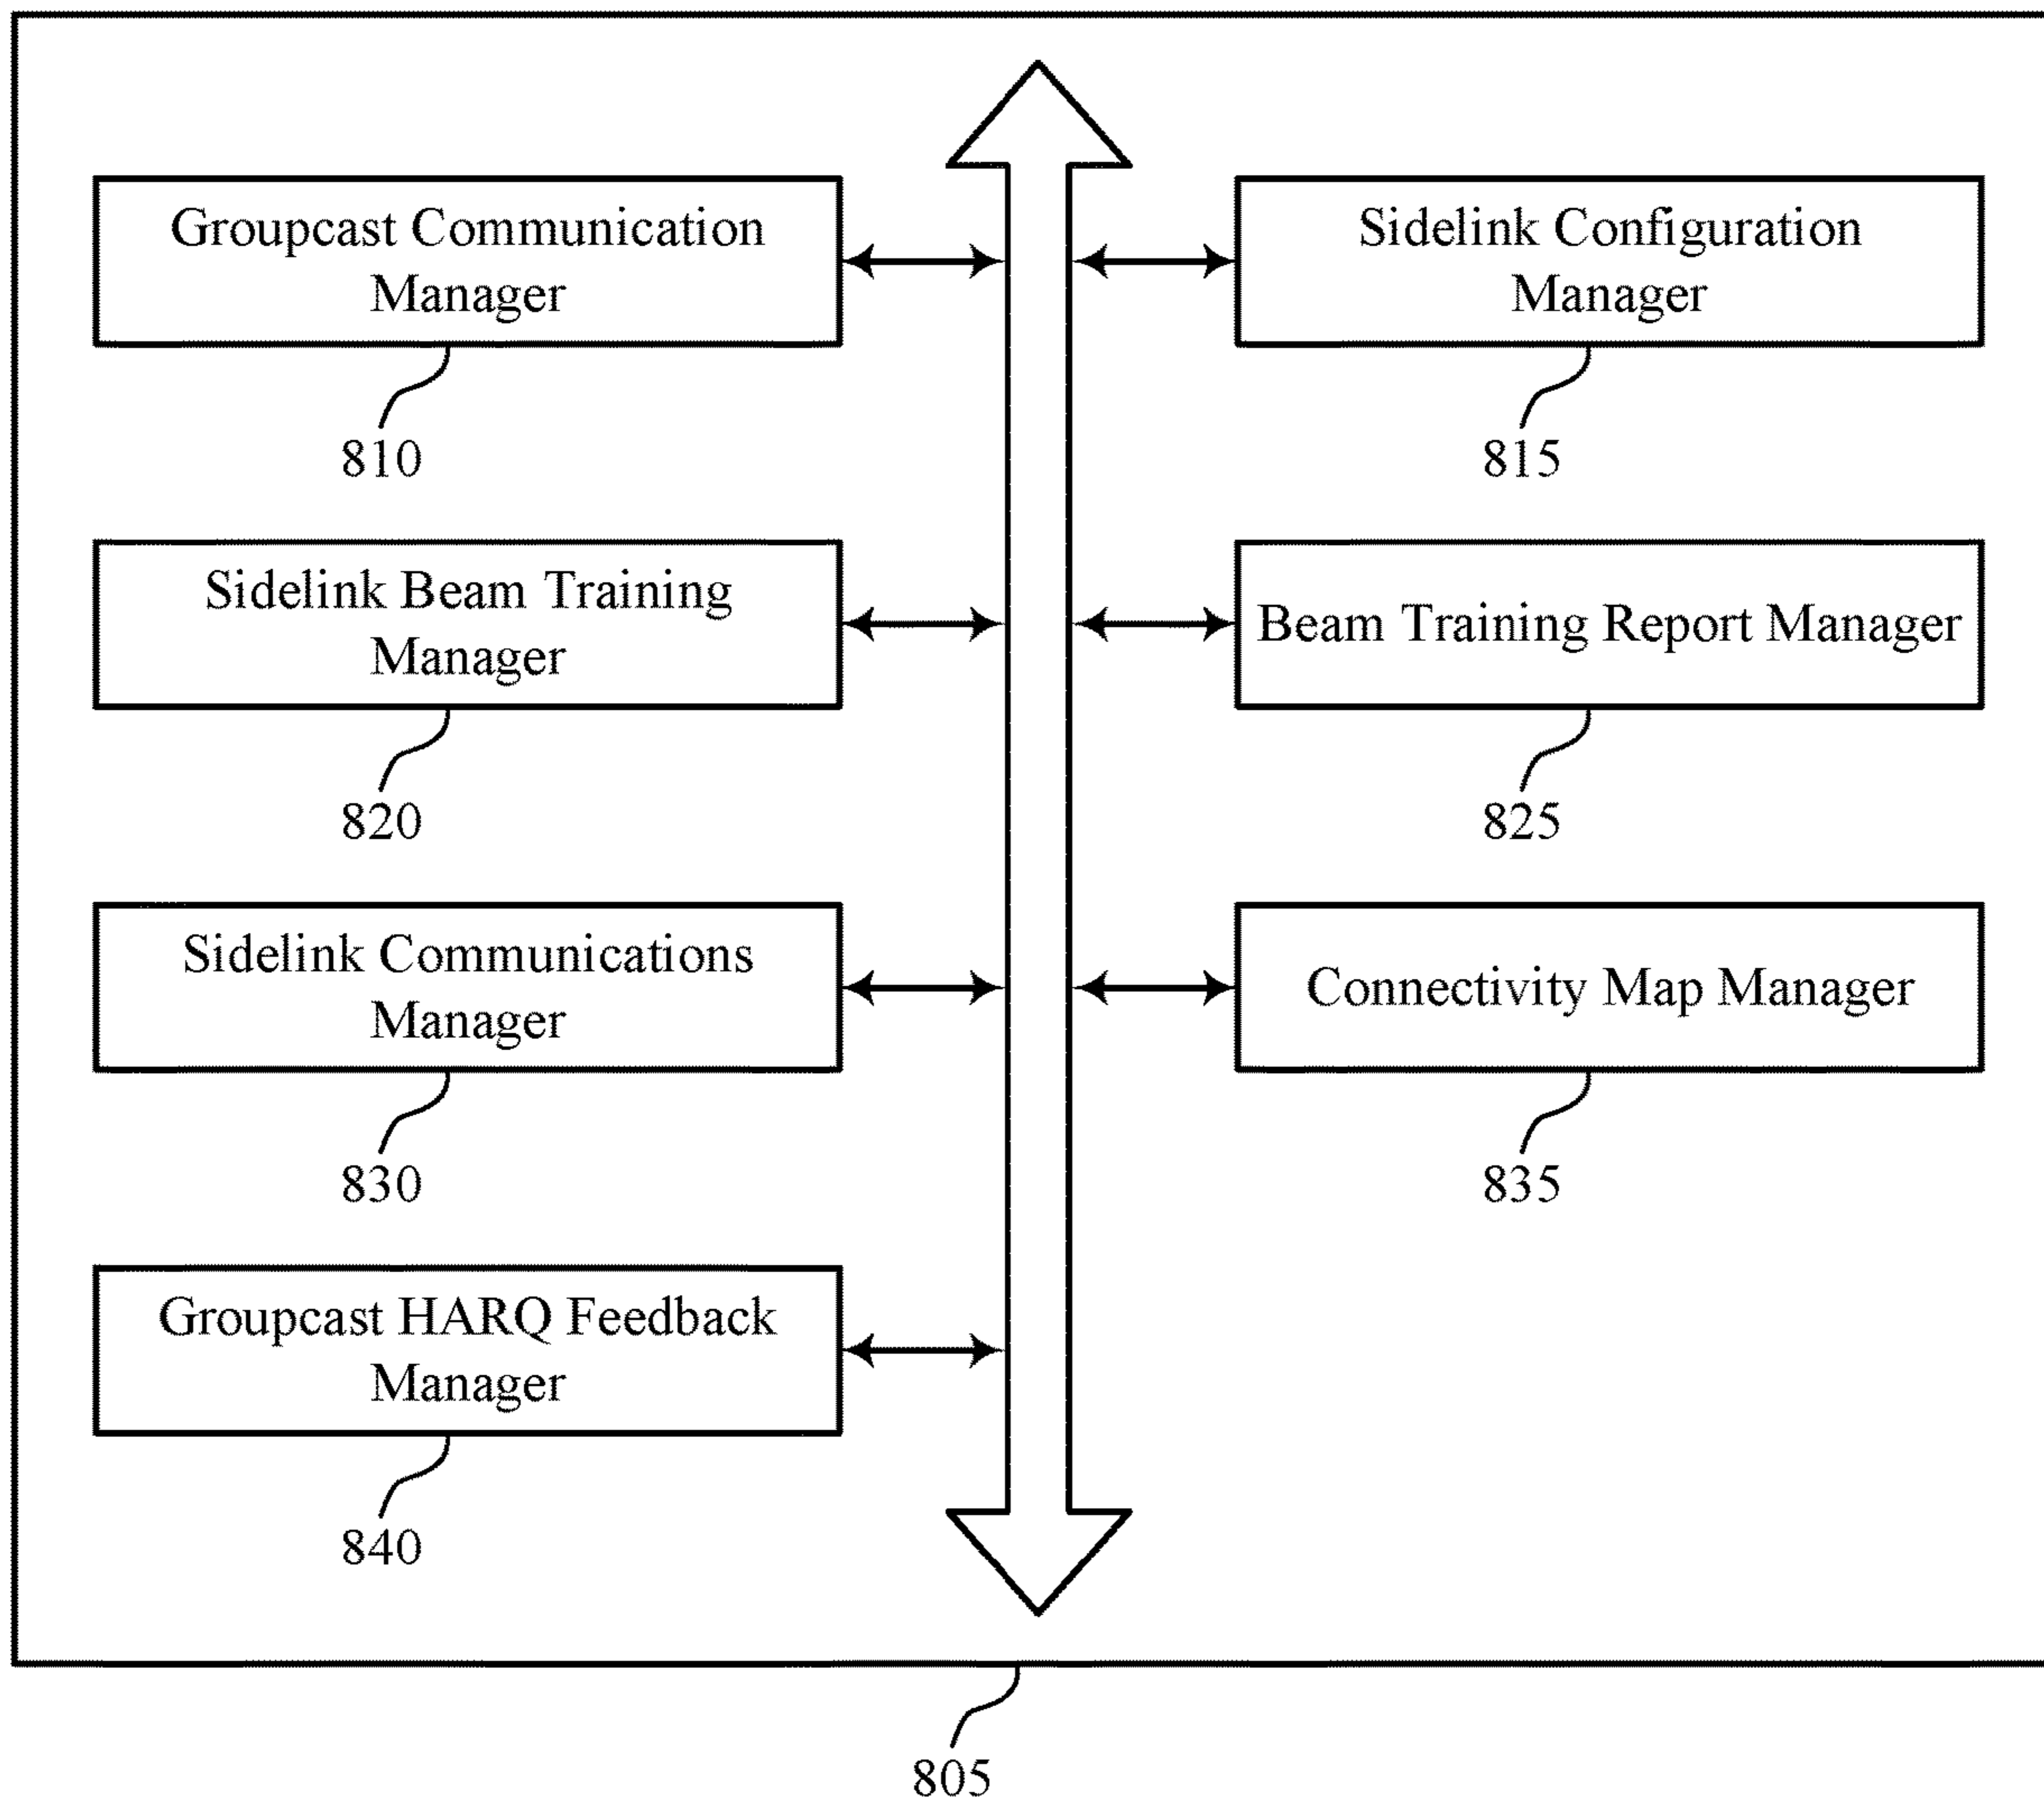 Groupcast Communication
Manager
810
Sidelink Configuration
Manager
815
Sidelink Beam Training
Manager
820
Beam Training Report Manager
825
Sidelink Communications
Manager
830
Connectivity Map Manager
835
Groupcast HARQ Feedback
Manager
840
805